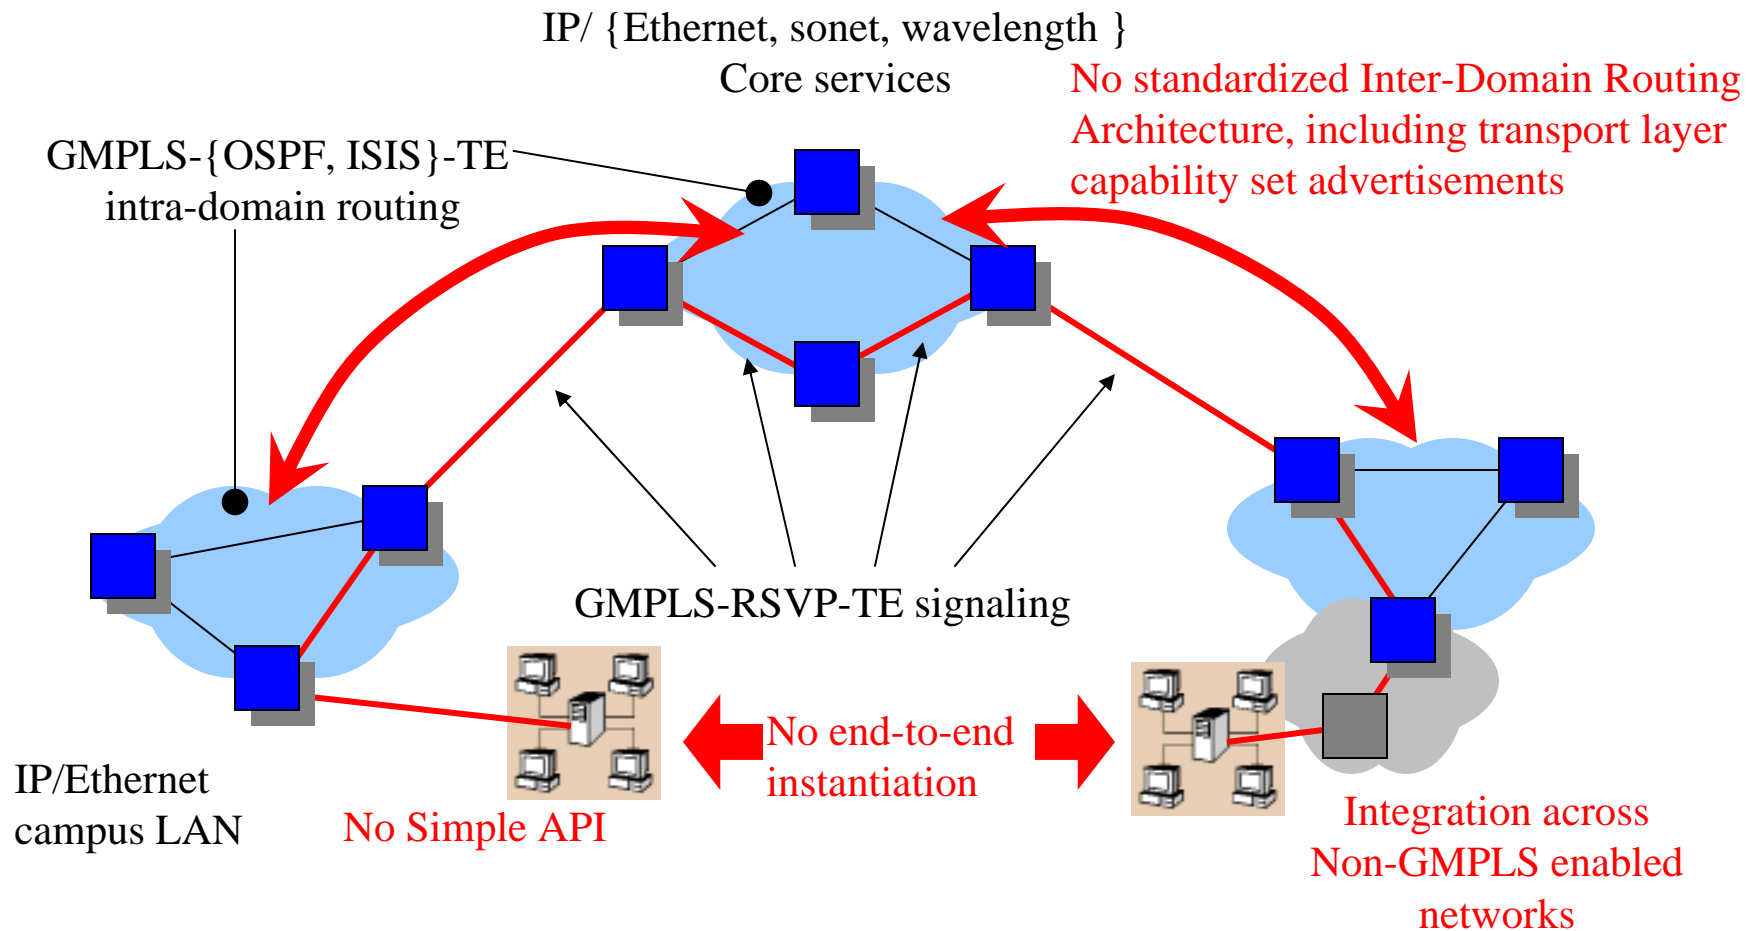 IP/ {Ethernet, sonet, wavelength }
Core services
No standardized Inter-Domain Routing
Architecture, including transport layer
capability set advertisements
GMPLS-{OSPF, ISIS}-TE
intra-domain routing
GMPLS-RSVP-TE signaling
No end-to-end
instantiation
IP/Ethernet
campus LAN
No Simple API
Integration across
Non-GMPLS enabled
networks